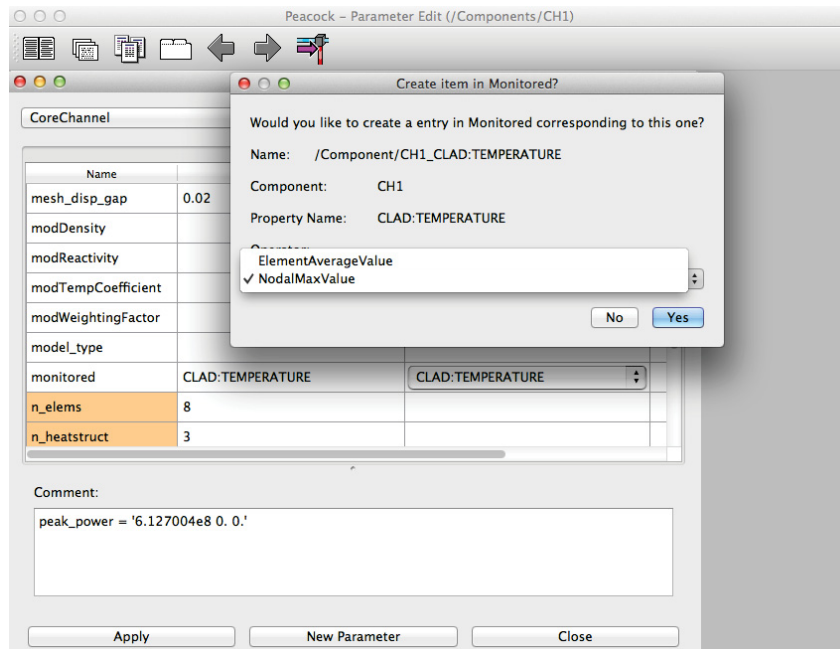 Peacock – Parameter Edit (/Components/CH1)
Create item in Monitored?
CoreChannel
Would you like to create a entry in Monitored corresponding to this one?
Name: /Component/CH1_CLAD:TEMPERATURE
Component: CH1
Property Name: CLAD:TEMPERATURE
ElementAverageValue
✓ NodalMaxValue
No Yes
Name
mesh_disp_gap 0.02
modDensity
modReactivity
modTempCoefficient
modWeightingFactor
model_type
monitored CLAD:TEMPERATURE CLAD:TEMPERATURE
n_elems 8
n_heatstruct 3
Comment:
peak_power = '6.127004e8 0. 0.'
Apply New Parameter Close